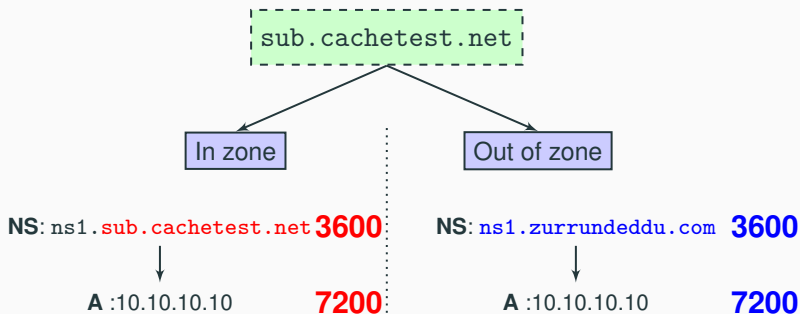 sub.cachetest.net
In zone
Out of zone
NS: ns1.sub.cachetest.net 3600
NS: ns1.zurrundeddu.com 3600
A :10.10.10.10 7200
A :10.10.10.10 7200